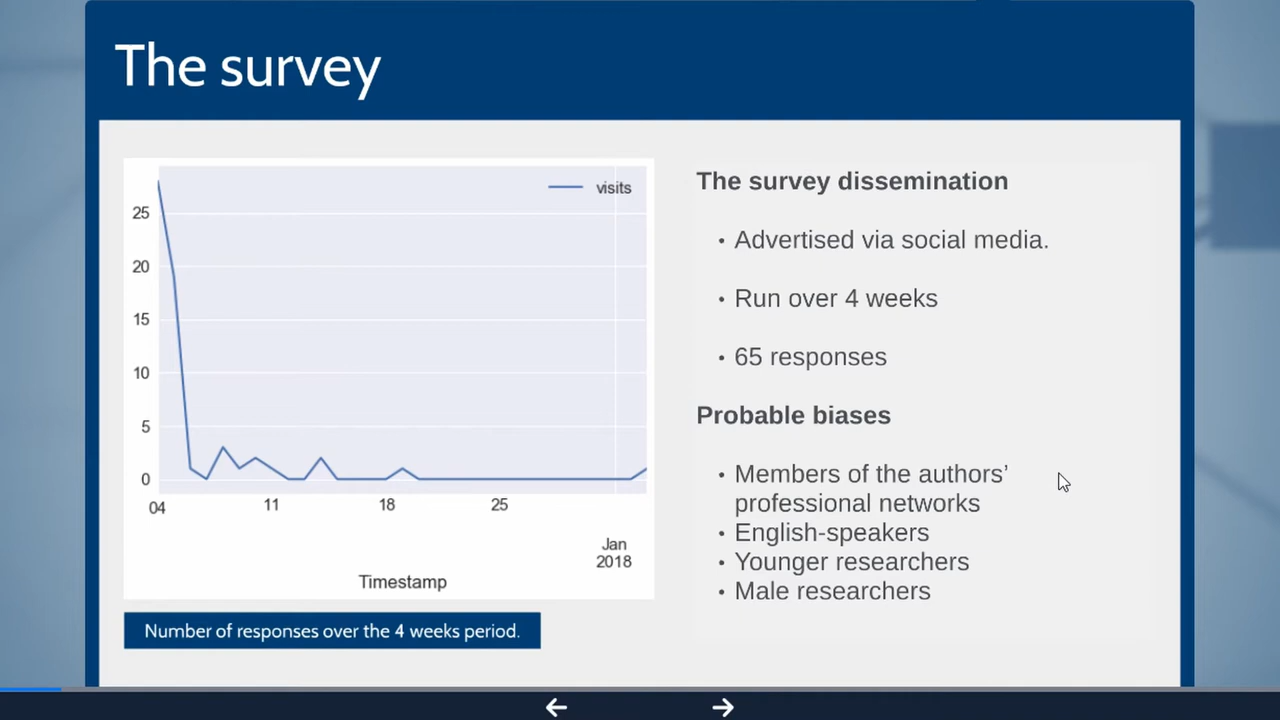 The survey
visits
25
20
15
10
5
0
04 11 18 25
Jan
2018
Timestamp
Number of responses over the 4 weeks period.
The survey dissemination
• Advertised via social media.
• Run over 4 weeks
• 65 responses
Probable biases
• Members of the authors’
professional networks
• English-speakers
• Younger researchers
• Male researchers